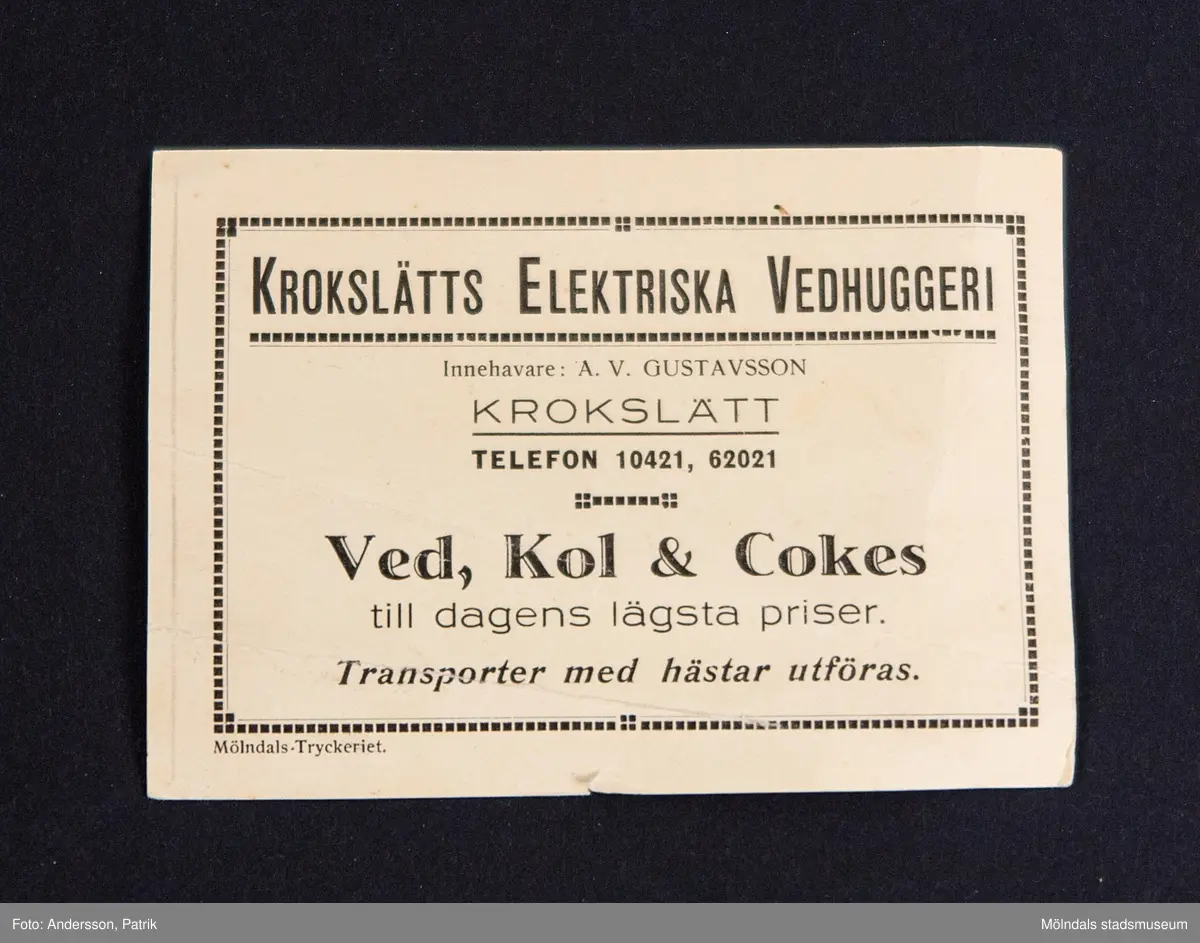 KROKSLÄTTS ELEKTRISKA VEDHUGGERI
Innehavare: A. V. GUSTAVSSON
KROKSLÄTT
TELEFON 10421, 62021
Ved, Kol & Cokes
till dagens lägsta priser.
Transporter med hästar utföras.
Mölndals-Tryckeriet.
Foto: Andersson, Patrik
Mölndals stadsmuseum